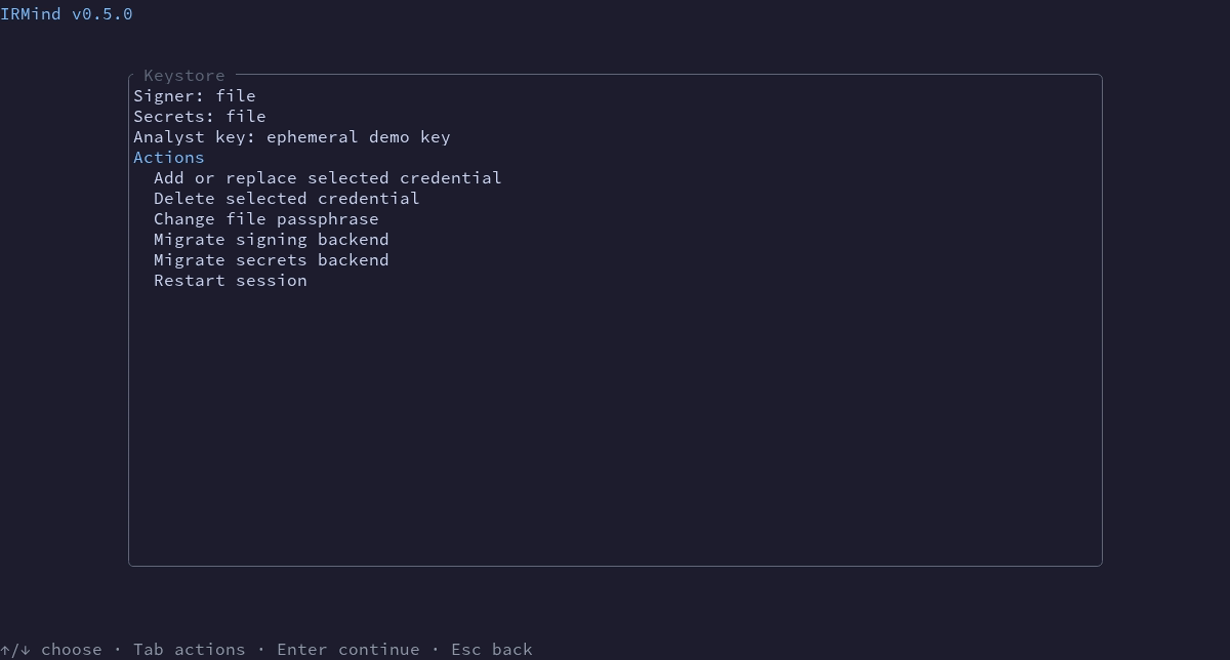 IRMind v0.5.0
Keystore
Signer: file
Secrets: file
Analyst key: ephemeral demo key
Actions
Add or replace selected credential
Delete selected credential
Change file passphrase
Migrate signing backend
Migrate secrets backend
Restart session
↑/↓ choose · Tab actions · Enter continue · Esc back